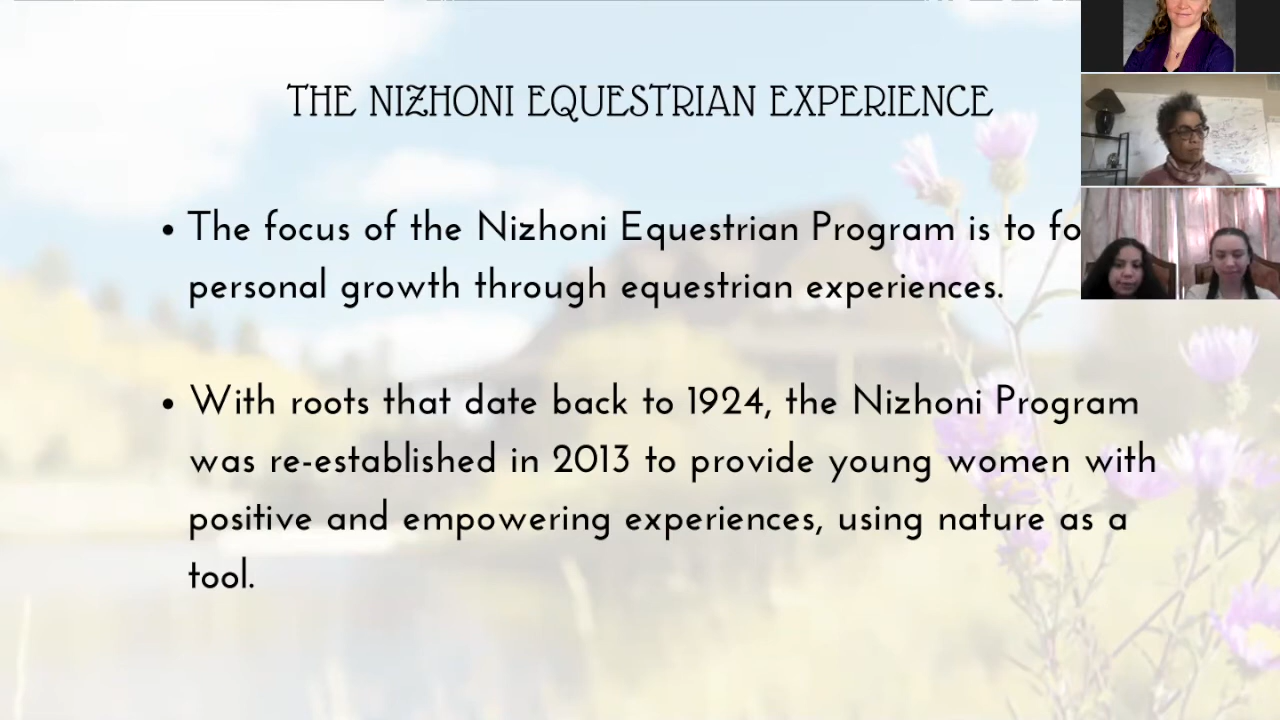 THE NIZHONI EQUESTRIAN EXPERIENCE
• The focus of the Nizhoni Equestrian Program is to
personal growth through equestrian experiences.
• With roots that date back to 1924, the Nizhoni Program
was re-established in 2013 to provide young women with
positive and empowering experiences, using nature as a
tool.